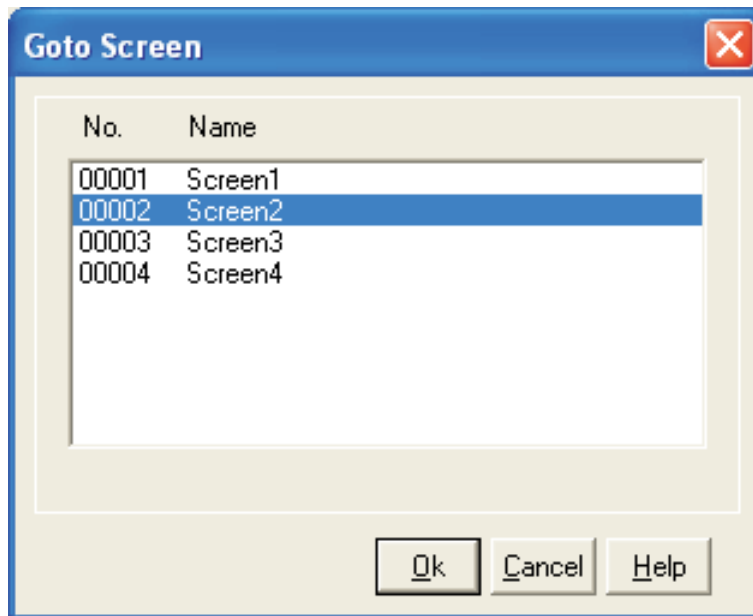 Goto Screen
No. Name
00001 Screen1
00002 Screen2
00003 Screen3
00004 Screen4
Ok Cancel Help